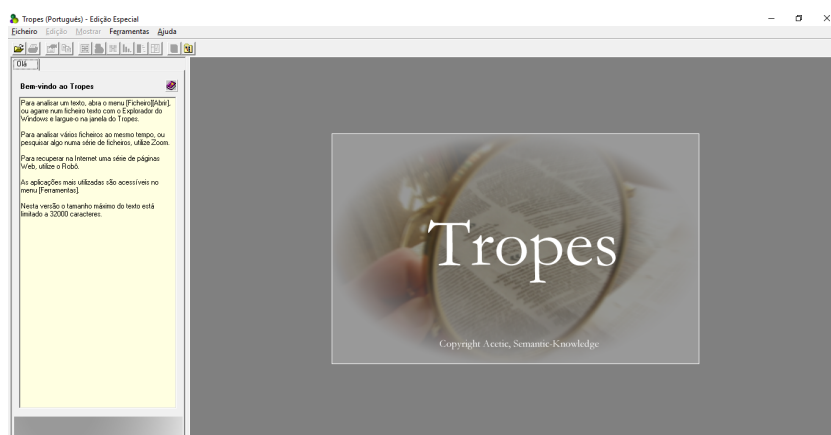 Tropes (Português) - Edição Especial
Ficheiro Edição Mostrar Ferramentas Ajuda
Olá
Bem-vindo ao Tropes
Para analisar um texto, abra o menu [Ficheiro][Abrir],
ou agarre num ficheiro texto com o Explorador do
Windows e largue-o na janela do Tropes.
Para analisar vários ficheiros ao mesmo tempo, ou
pesquisar algo numa série de ficheiros, utilize Zoom.
Para recuperar na Internet uma série de páginas
Web, utilize o Robô.
As aplicações mais utilizadas são acessíveis no
menu [Ferramentas].
Nesta versão o tamanho máximo do texto está
limitado a 32000 caracteres.
Tropes
Copyright Acetic, Semantic-Knowledge